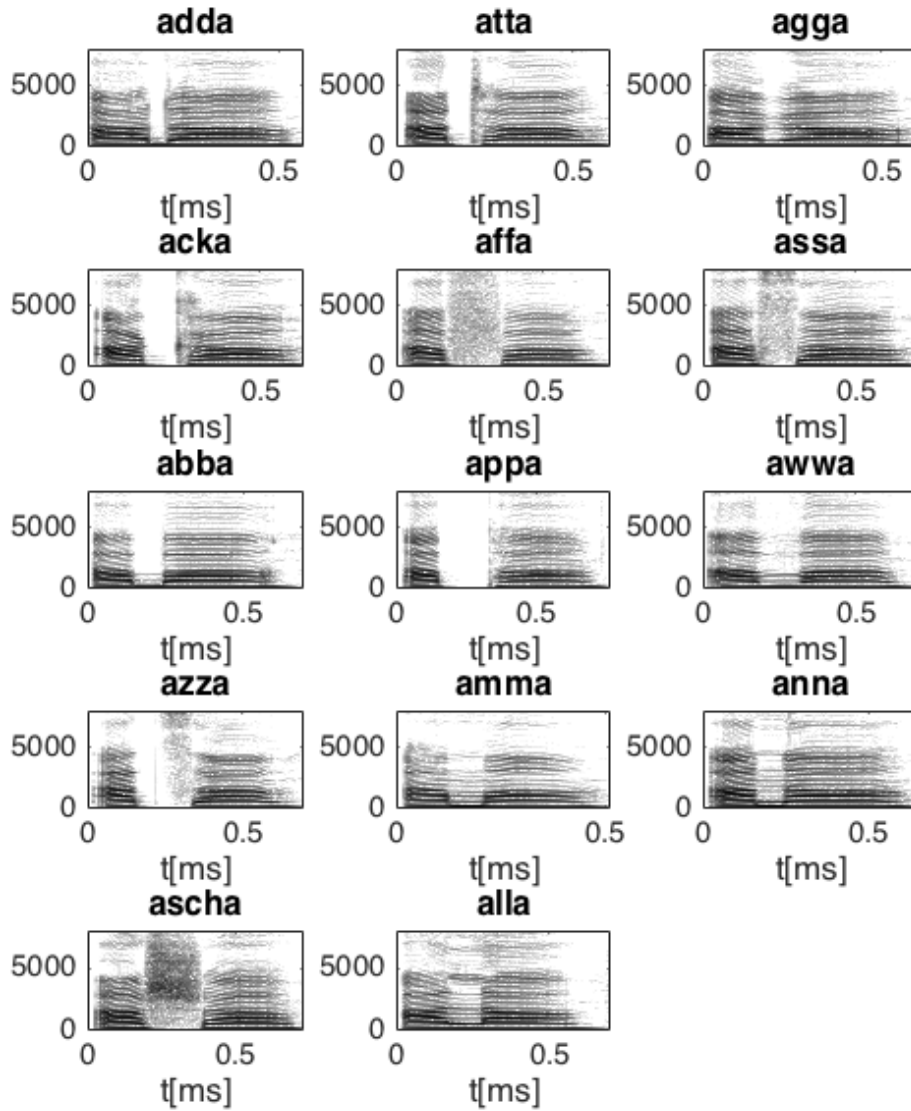 adda atta agga
5000 0 0 0.5 0 0.5 0 0.5
t[ms] t[ms] t[ms]
acka affa assa
5000 0 0 0.5 5000 0 0 0.5 5000 0 0 0.5
t[ms] t[ms] t[ms]
abba appa awwa
5000 0 0 0.5 5000 0 0 0.5 5000 0 0 0.5
t[ms] t[ms] t[ms]
azza amma anna
5000 0 0 0.5 5000 0 0 0.5 5000 0 0 0.5
t[ms] t[ms] t[ms]
ascha alla
5000 0 0 0.5 5000 0 0 0.5
t[ms] t[ms]